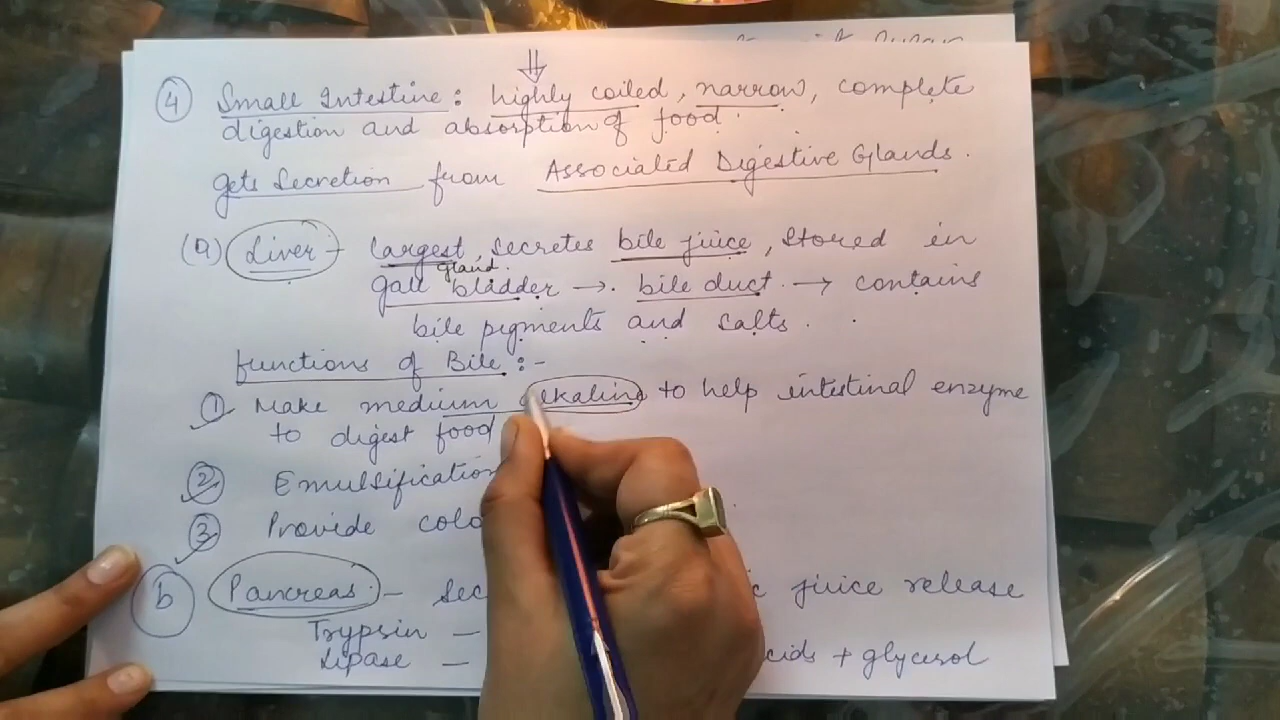 ④ Small Intestine : highly coiled, narrow, complete
digestion and absorption of food.
gets Secretion from Associated Digestive Glands.
(a) Liver - largest gland, secretes bile juice, stored in
gall bladder →. bile duct. → contains
bile pigments and salts.
functions of Bile :-
① Make medium alkaline to help intestinal enzyme
to digest food
② Emulsification
③ Provide
ⓑ Pancreas - juice release
Trypsin -
Lipase - + glycerol